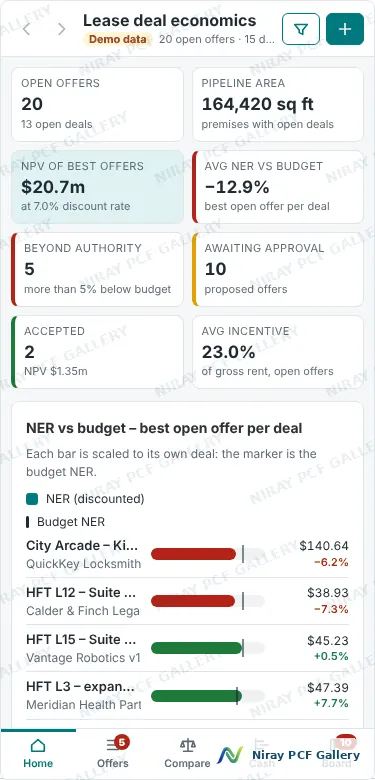 Lease deal economics
Demo data 20 open offers · 15 d...
OPEN OFFERS
20
13 open deals
PIPELINE AREA
164,420 sq ft
premises with open deals
NPV OF BEST OFFERS
$20.7m
at 7.0% discount rate
AVG NER VS BUDGET
−12.9%
best open offer per deal
BEYOND AUTHORITY
5
more than 5% below budget
AWAITING APPROVAL
10
proposed offers
ACCEPTED
2
NPV $1.35m
AVG INCENTIVE
23.0%
of gross rent, open offers
NER vs budget – best open offer per deal
Each bar is scaled to its own deal: the marker is the
budget NER.
NER (discounted)
Budget NER
City Arcade – Ki... $140.64
QuickKey Locksmith −6.2%
HFT L12 – Suite ... $38.93
Calder & Finch Lega −7.3%
HFT L15 – Suite ... $45.23
Vantage Robotics v1 +0.5%
HFT L3 – expan... $47.39
Meridian Health Part +7.7%
5 10
Home Offers Compare Cash Board
Niray PCF Gallery
NIRAY PCF GALLERY